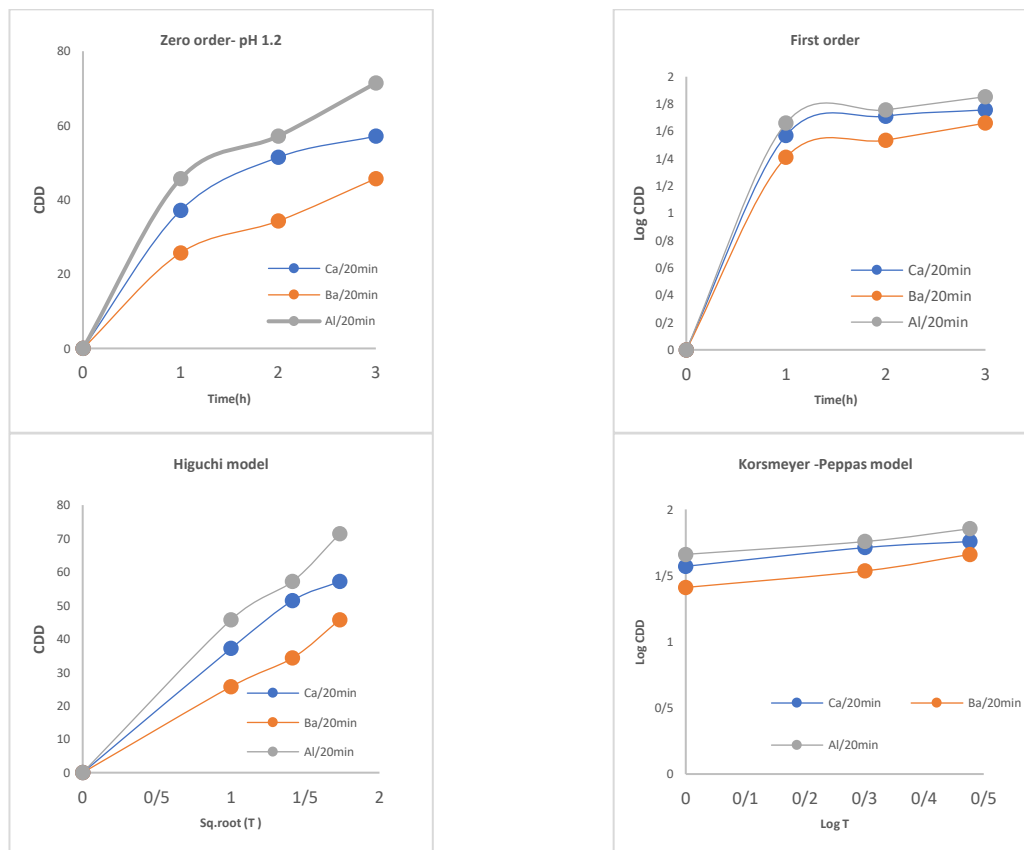 Zero order- pH 1.2
80
60
40
20
0
0 1 2 3
CDD
Time(h)
Ca/20min
Ba/20min
Al/20min
First order
2
1/8
1/6
1/4
1/2
1
0/8
0/6
0/4
0/2
0
0 1 2 3
Log CDD
Time(h)
Ca/20min
Ba/20min
Al/20min
Higuchi model
80
70
60
50
40
30
20
10
0
0 0/5 1 1/5 2
CDD
Sq.root (T )
Ca/20min
Ba/20min
Al/20min
Korsmeyer -Peppas model
2
1/5
1
0/5
0
0 0/1 0/2 0/3 0/4 0/5
Log CDD
Log T
Ca/20min Ba/20min
Al/20min